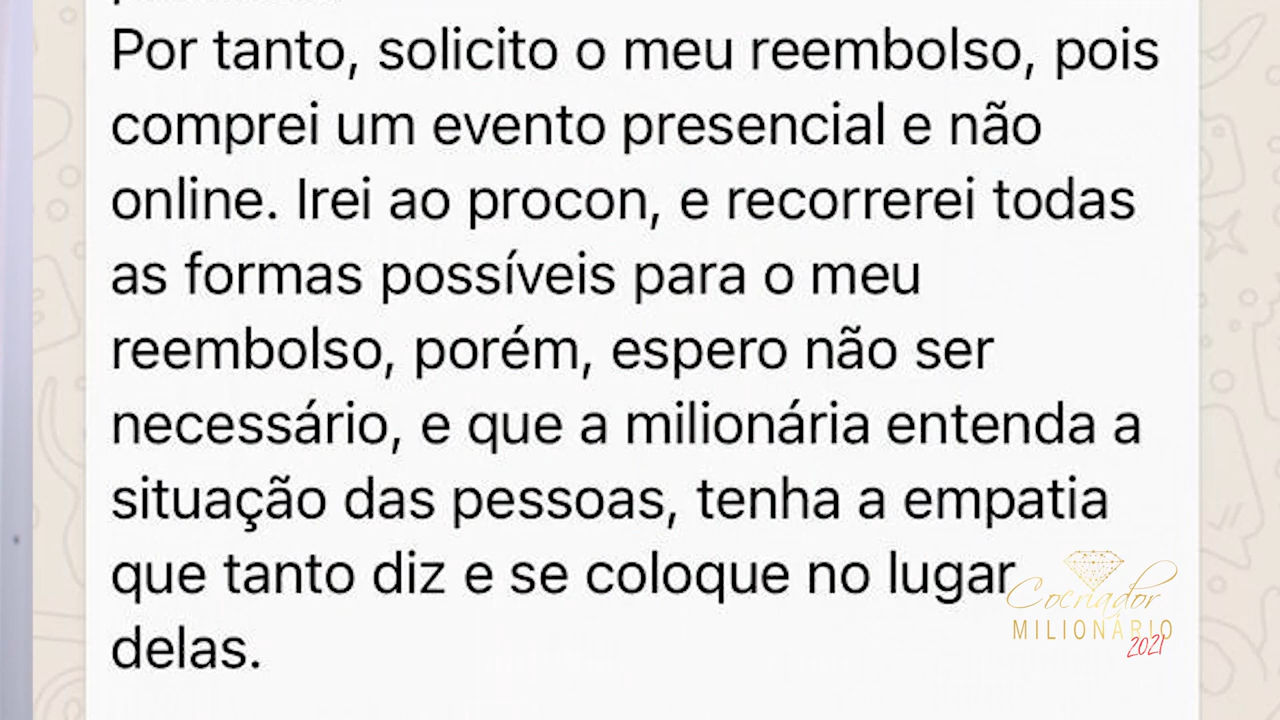 Por tanto, solicito o meu reembolso, pois
comprei um evento presencial e não
online. Irei ao procon, e recorrerei todas
as formas possíveis para o meu
reembolso, porém, espero não ser
necessário, e que a milionária entenda a
situação das pessoas, tenha a empatia
que tanto diz e se coloque no lugar
delas.
Cocriador
MILIONÁRIO
2021